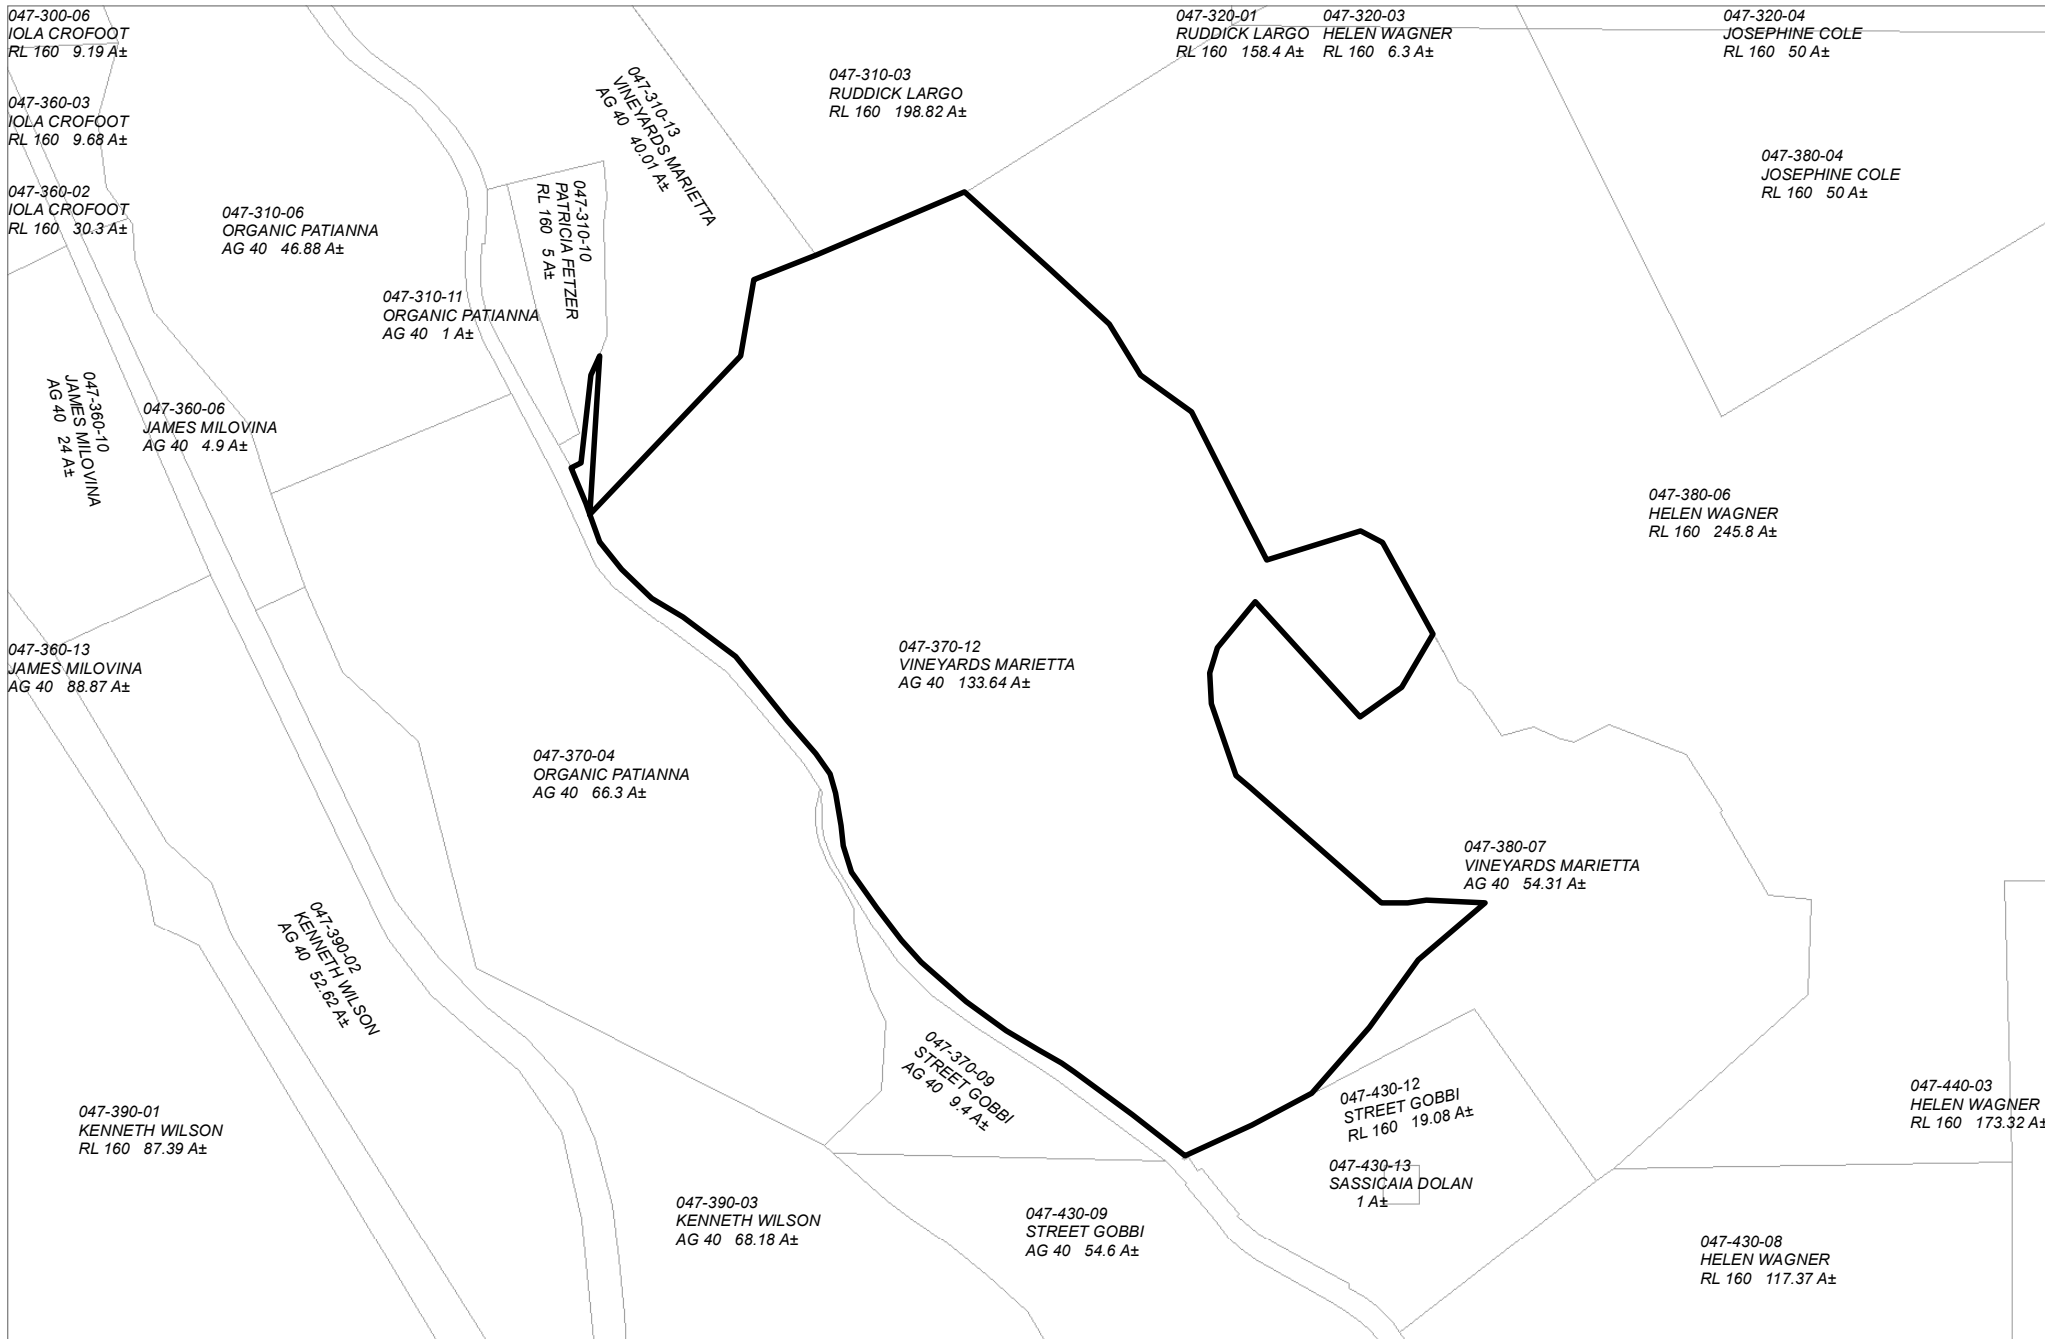 047-300-06
IOLA CROFOOT
RL 160 9.19 A±
047-320-01
RUDDICK LARGO
RL 160 158.4 A±
047-320-03
HELEN WAGNER
RL 160 6.3 A±
047-320-04
JOSEPHINE COLE
RL 160 50 A±
047-310-13
VINEYARDS MARIETTA
AG 40 40.01 A±
047-310-03
RUDDICK LARGO
RL 160 198.82 A±
047-360-03
IOLA CROFOOT
RL 160 9.68 A±
047-380-04
JOSEPHINE COLE
RL 160 50 A±
047-360-02
IOLA CROFOOT
RL 160 30.3 A±
047-310-06
ORGANIC PATIANNA
AG 40 46.88 A±
047-310-10
PATRICIA FETZER
RL 160 5 A±
047-310-11
ORGANIC PATIANNA
AG 40 1 A±
047-360-10
JAMES MILOVINA
AG 40 24 A±
047-360-06
JAMES MILOVINA
AG 40 4.9 A±
047-380-06
HELEN WAGNER
RL 160 245.8 A±
047-360-13
JAMES MILOVINA
AG 40 88.87 A±
047-370-12
VINEYARDS MARIETTA
AG 40 133.64 A±
047-370-04
ORGANIC PATIANNA
AG 40 66.3 A±
047-380-07
VINEYARDS MARIETTA
AG 40 54.31 A±
047-390-02
KENNETH WILSON
AG 40 52.62 A±
047-370-09
STREET GOBBI
AG 40 9.4 A±
047-430-12
STREET GOBBI
RL 160 19.08 A±
047-440-03
HELEN WAGNER
RL 160 173.32 A±
047-390-01
KENNETH WILSON
RL 160 87.39 A±
047-430-13
SASSICAIA DOLAN
1 A±
047-390-03
KENNETH WILSON
AG 40 68.18 A±
047-430-09
STREET GOBBI
AG 40 54.6 A±
047-430-08
HELEN WAGNER
RL 160 117.37 A±